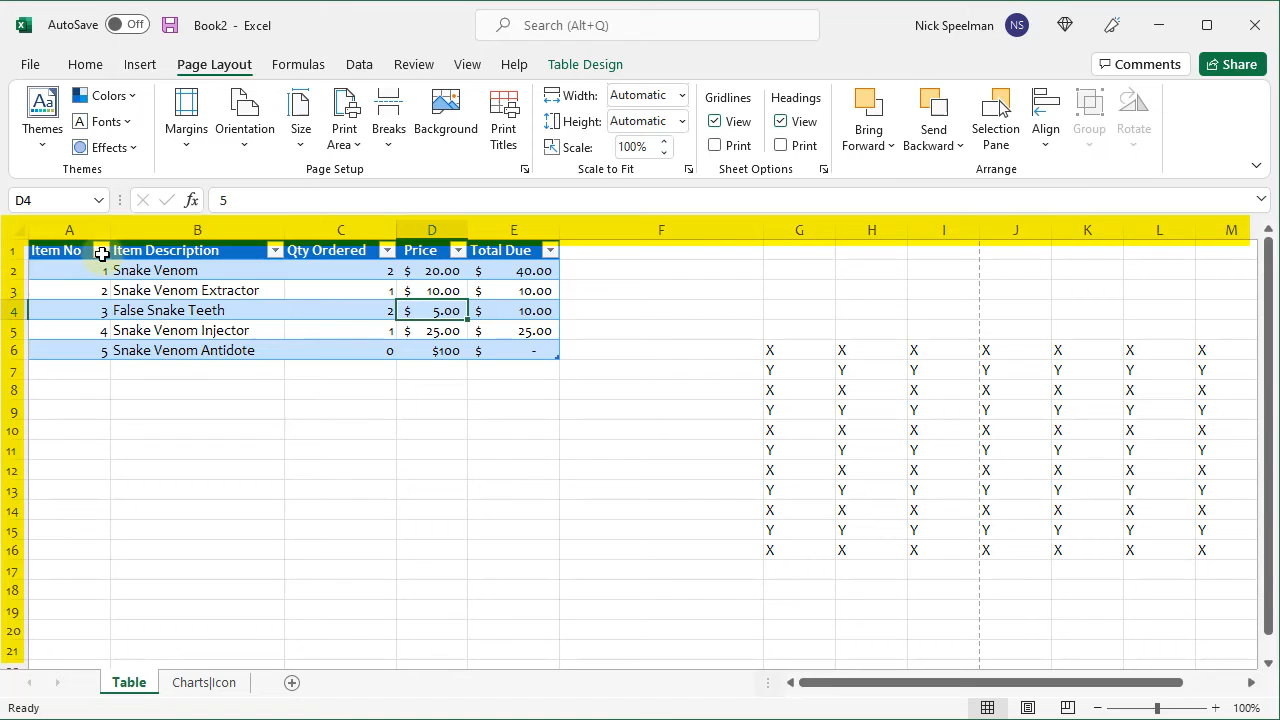 AutoSave Off Book2 - Excel Search (Alt+Q) Nick Speelman NS
File Home Insert Page Layout Formulas Data Review View Help Table Design Comments Share
Themes Colors Fonts Effects Themes
Margins Orientation Size Print Area Breaks Background Print Titles Page Setup
Width: Automatic Height: Automatic Scale: 100% Scale to Fit
Gridlines View Print Headings View Print Sheet Options
Bring Forward Send Backward Selection Pane Align Group Rotate Arrange
D4 fx 5
A B C D E F G H I J K L M
1 Item No Item Description Qty Ordered Price Total Due
2 1 Snake Venom 2 $ 20.00 $ 40.00
3 2 Snake Venom Extractor 1 $ 10.00 $ 10.00
4 3 False Snake Teeth 2 $ 5.00 $ 10.00
5 4 Snake Venom Injector 1 $ 25.00 $ 25.00
6 5 Snake Venom Antidote 0 $100 $ - X X X X X X X
7 Y Y Y Y Y Y Y
8 X X X X X X X
9 Y Y Y Y Y Y Y
10 X X X X X X X
11 Y Y Y Y Y Y Y
12 X X X X X X X
13 Y Y Y Y Y Y Y
14 X X X X X X X
15 Y Y Y Y Y Y Y
16 X X X X X X X
17
18
19
20
21
Table Charts|Icon
Ready 100%